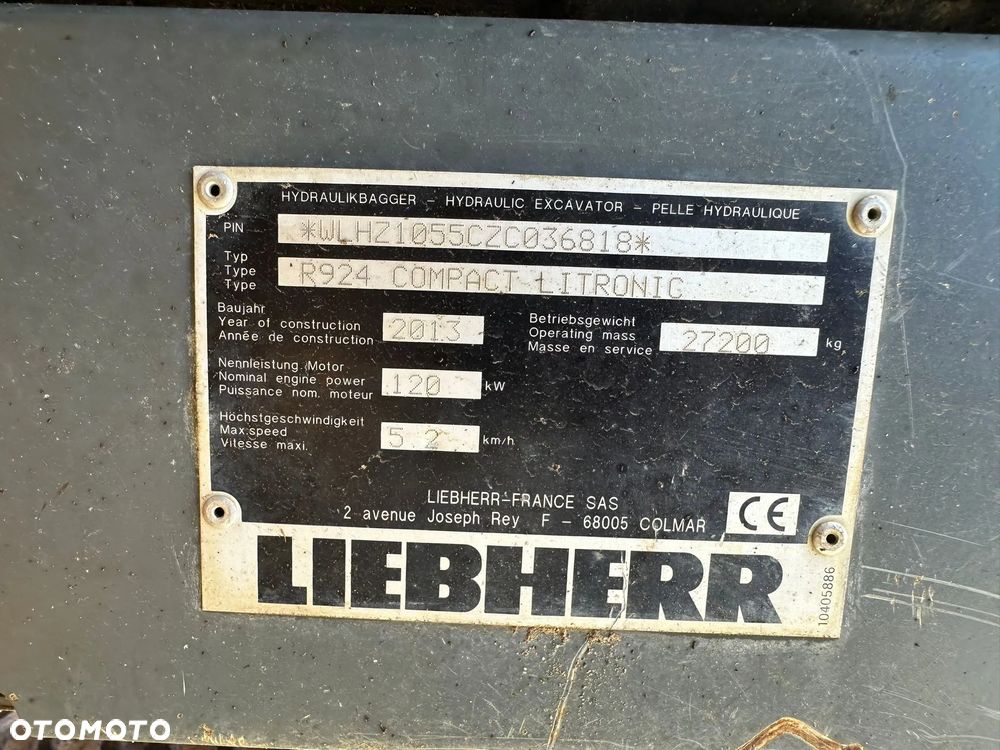 HYDRAULIKBAGGER - HYDRAULIC EXCAVATOR - PELLE HYDRAULIQUE
PIN *WLHZ1055CZC036818*
Typ
Type
Type
R924 COMPACT LITRONIC
Baujahr
Year of construction
Année de construction
2013
Betriebsgewicht
Operating mass
Masse en service
27200 kg
Nennleistung Motor
Nominal engine power
Puissance nom. moteur
120 kW
Höchstgeschwindigkeit
Max.speed
Vitesse maxi.
5 2 km/h
LIEBHERR-FRANCE SAS
2 avenue Joseph Rey F - 68005 COLMAR
CE
LIEBHERR
10405886
OTOMOTO